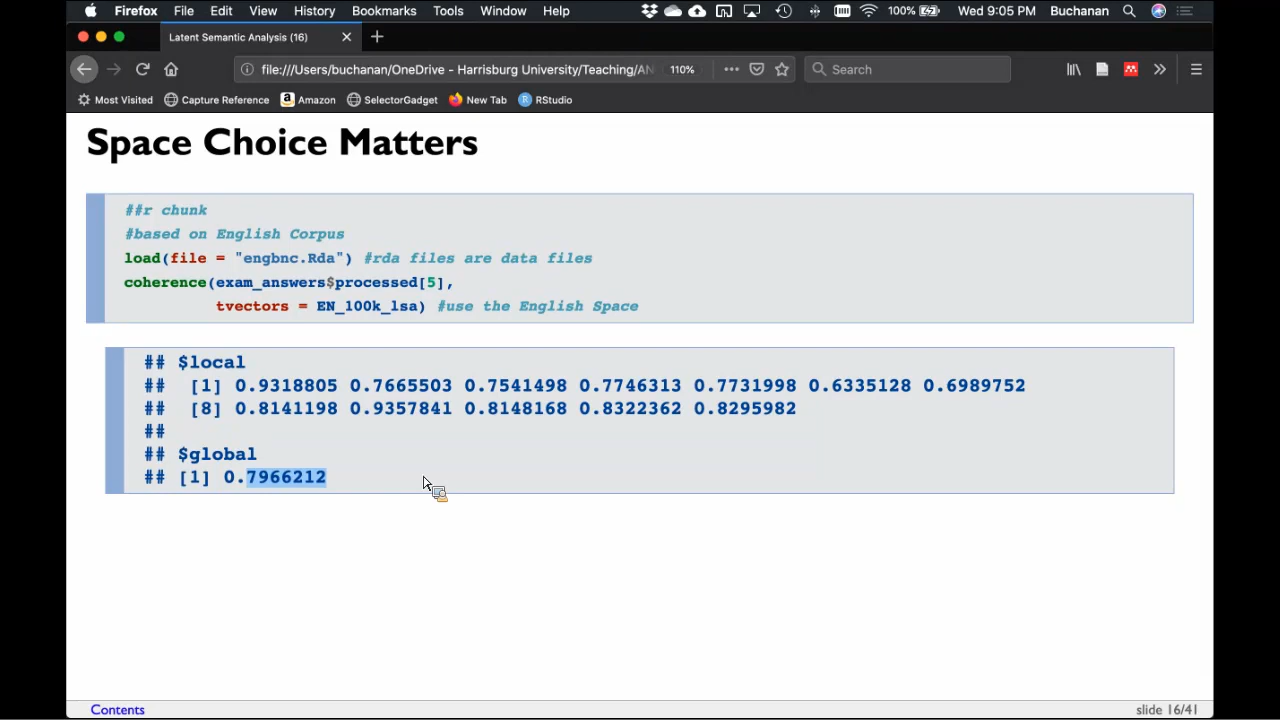 Firefox File Edit View History Bookmarks Tools Window Help 100% Wed 9:05 PM Buchanan
Latent Semantic Analysis (16)
file:///Users/buchanan/OneDrive - Harrisburg University/Teaching/AN 110% Search
Most Visited Capture Reference Amazon SelectorGadget New Tab RStudio
Space Choice Matters
##r chunk
#based on English Corpus
load(file = "engbnc.Rda") #rda files are data files
coherence(exam_answers$processed[5],
tvectors = EN_100k_lsa) #use the English Space
## $local
## [1] 0.9318805 0.7665503 0.7541498 0.7746313 0.7731998 0.6335128 0.6989752
## [8] 0.8141198 0.9357841 0.8148168 0.8322362 0.8295982
##
## $global
## [1] 0.7966212
Contents slide 16/41